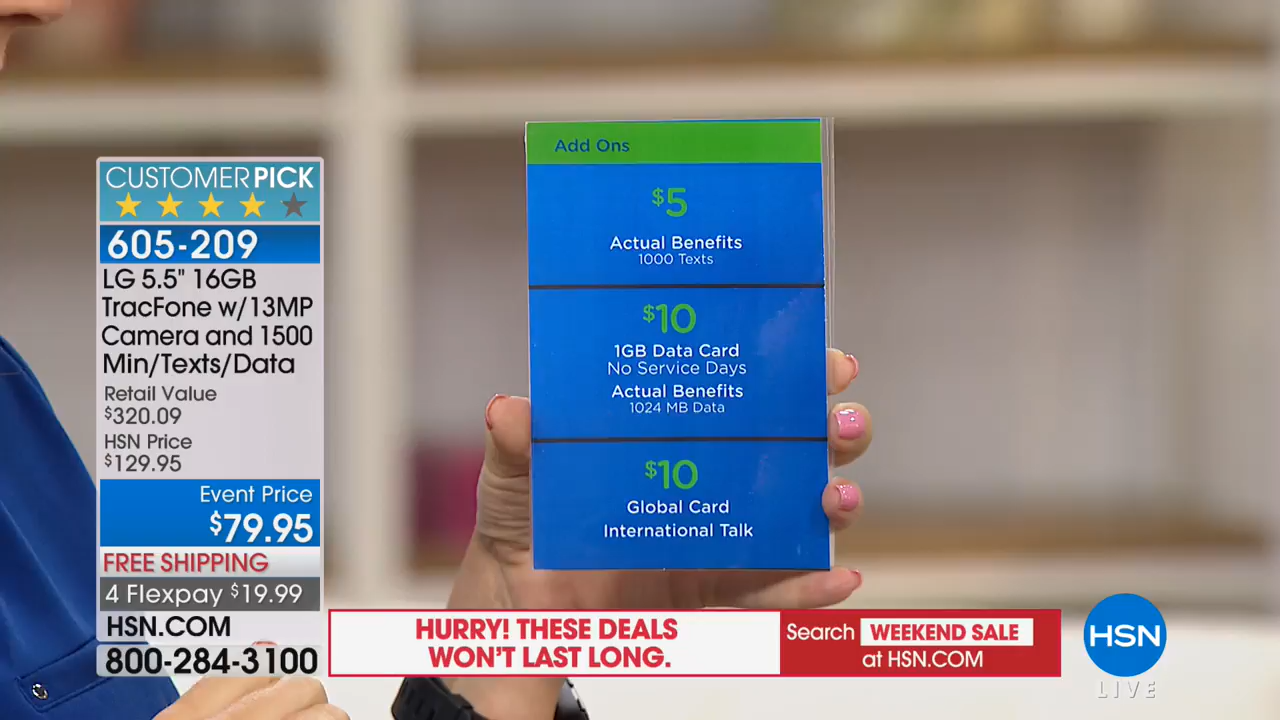 CUSTOMERPICK
605-209
LG 5.5" 16GB
TracFone w/13MP
Camera and 1500
Min/Texts/Data
Retail Value
$320.09
HSN Price
$129.95
Event Price
$79.95
FREE SHIPPING
4 Flexpay $19.99
HSN.COM
800-284-3100
Add Ons
$5
Actual Benefits
1000 Texts
$10
1GB Data Card
No Service Days
Actual Benefits
1024 MB Data
$10
Global Card
International Talk
HURRY! THESE DEALS
WON'T LAST LONG.
Search WEEKEND SALE
at HSN.COM
HSN
LIVE